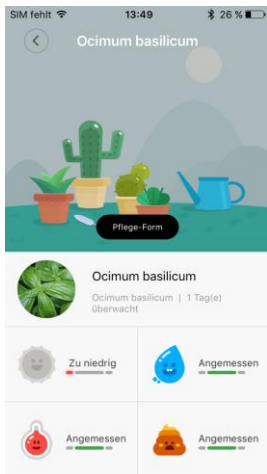 SIM fehlt 13:49 26 %
Ocimum basilicum
Pflege-Form
Ocimum basilicum
Ocimum basilicum | 1 Tag(e)
überwacht
Zu niedrig Angemessen
Angemessen Angemessen